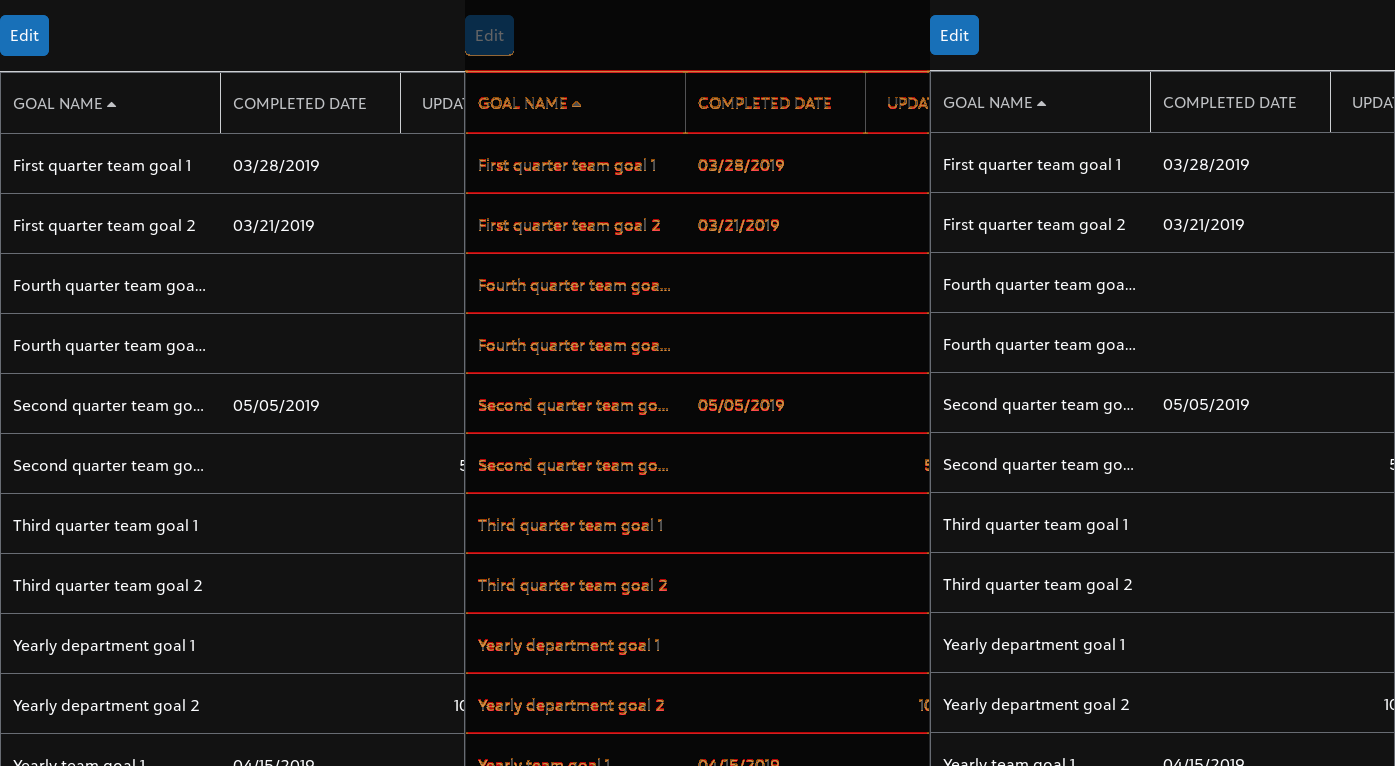 Edit Edit Edit
GOAL NAME COMPLETED DATE UPDAT GOAL NAME COMPLETED DATE UPDAT GOAL NAME COMPLETED DATE UPDAT
First quarter team goal 1 03/28/2019 First quarter team goal 1 03/28/2019 First quarter team goal 1 03/28/2019
First quarter team goal 2 03/21/2019 First quarter team goal 2 03/21/2019 First quarter team goal 2 03/21/2019
Fourth quarter team goa... Fourth quarter team goa... Fourth quarter team goa...
Fourth quarter team goa... Fourth quarter team goa... Fourth quarter team goa...
Second quarter team go... 05/05/2019 Second quarter team go... 05/05/2019 Second quarter team go... 05/05/2019
Second quarter team go... 5 Second quarter team go... 5 Second quarter team go... 5
Third quarter team goal 1 Third quarter team goal 1 Third quarter team goal 1
Third quarter team goal 2 Third quarter team goal 2 Third quarter team goal 2
Yearly department goal 1 Yearly department goal 1 Yearly department goal 1
Yearly department goal 2 10 Yearly department goal 2 10 Yearly department goal 2 10
Yearly team goal 1 04/15/2019 Yearly team goal 1 04/15/2019 Yearly team goal 1 04/15/2019